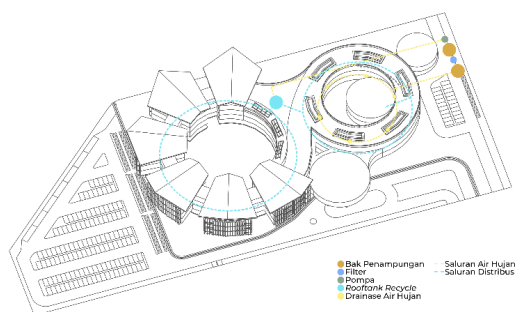 Bak Penampungan
Filter
Pompa
Rooftank Recycle
Drainase Air Hujan
Saluran Air Hujan
Saluran Distribus